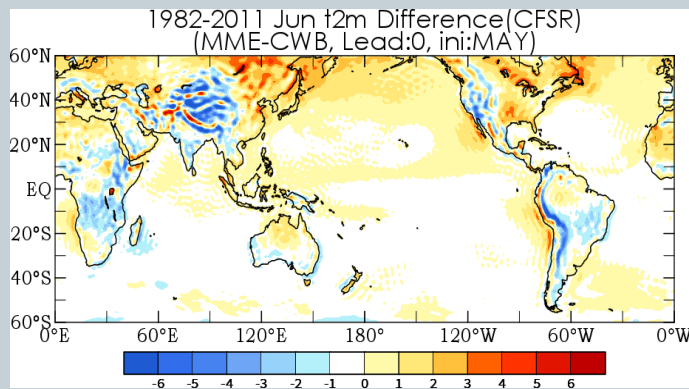 1982-2011 Jun t2m Difference(CFSR)
(MME-CWB, Lead:0, ini:MAY)
60°N
40°N
20°N
EQ
20°S
40°S
60°S
0°E 60°E 120°E 180° 120°W 60°W 0°W
-6 -5 -4 -3 -2 -1 0 1 2 3 4 5 6